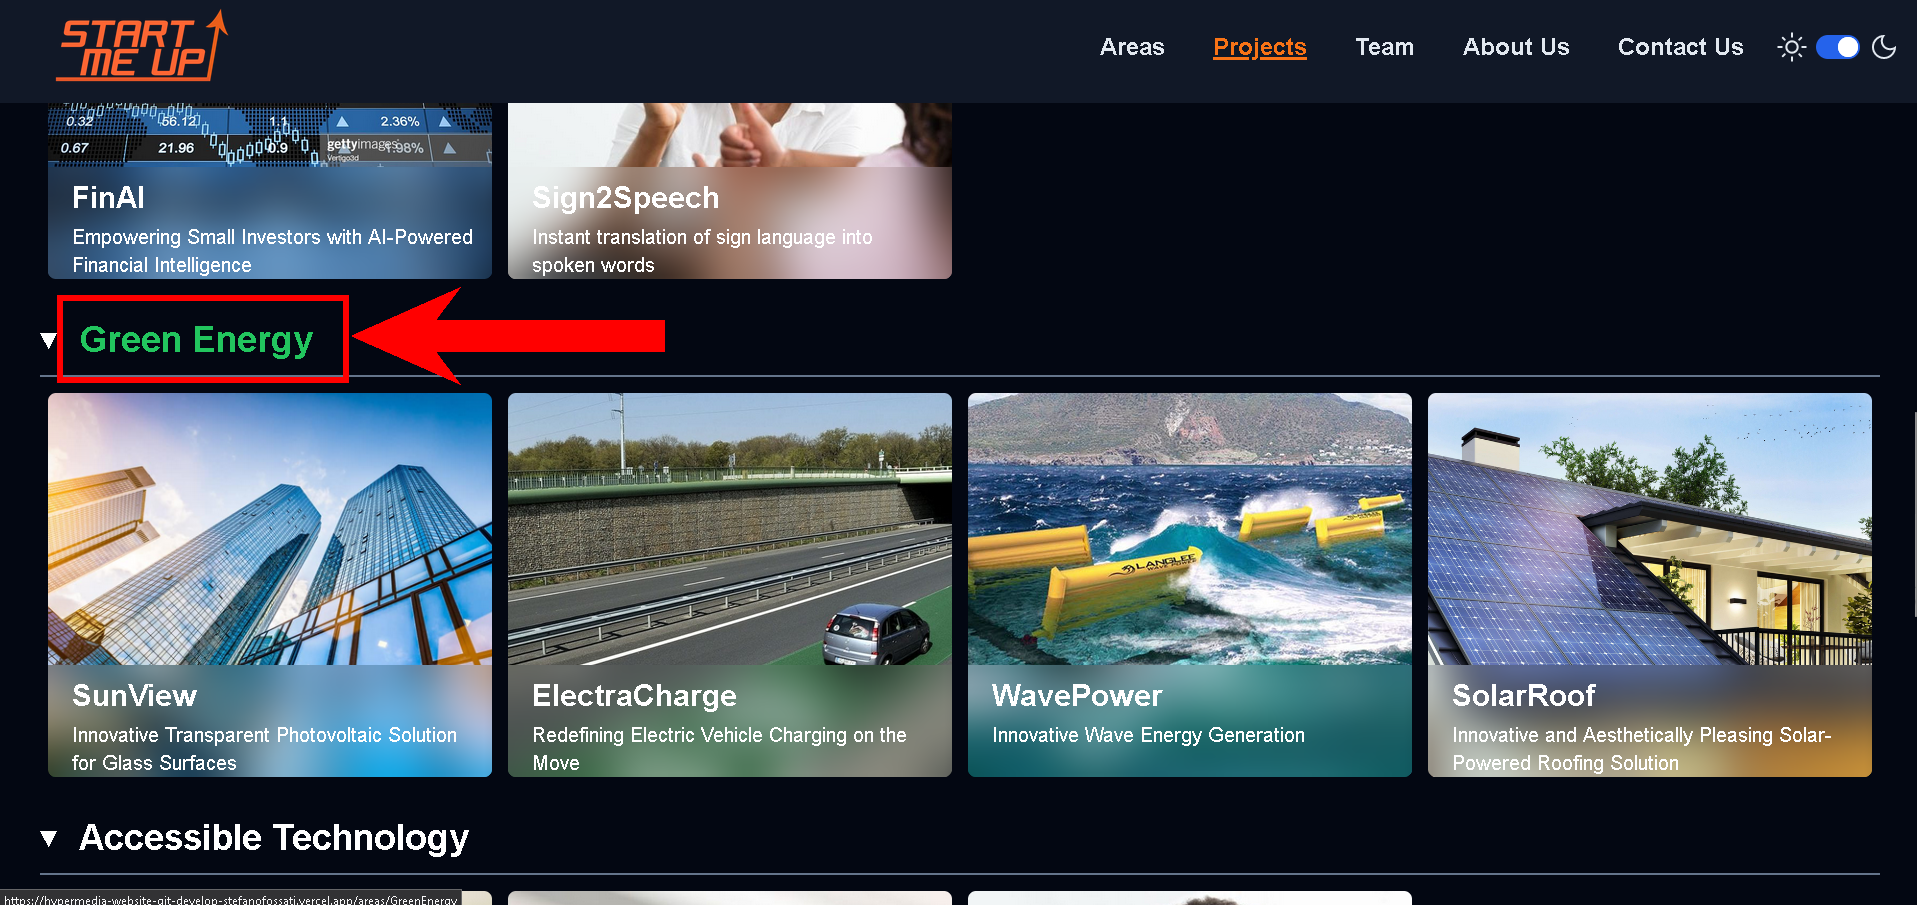 START
ME UP
Areas
Projects
Team
About Us
Contact Us
0.32
56.12
1.1
2.36%
0.67
21.96
0.9
1.98%
gettyimages
Vertigo3d
FinAI
Empowering Small Investors with AI-Powered
Financial Intelligence
Sign2Speech
Instant translation of sign language into
spoken words
Green Energy
LANGLEE
WAVE POWER
SunView
Innovative Transparent Photovoltaic Solution
for Glass Surfaces
ElectraCharge
Redefining Electric Vehicle Charging on the
Move
WavePower
Innovative Wave Energy Generation
SolarRoof
Innovative and Aesthetically Pleasing Solar-
Powered Roofing Solution
Accessible Technology
https://hypermedia-website-git-develop-stefanofossati.vercel.app/areas/GreenEnergy